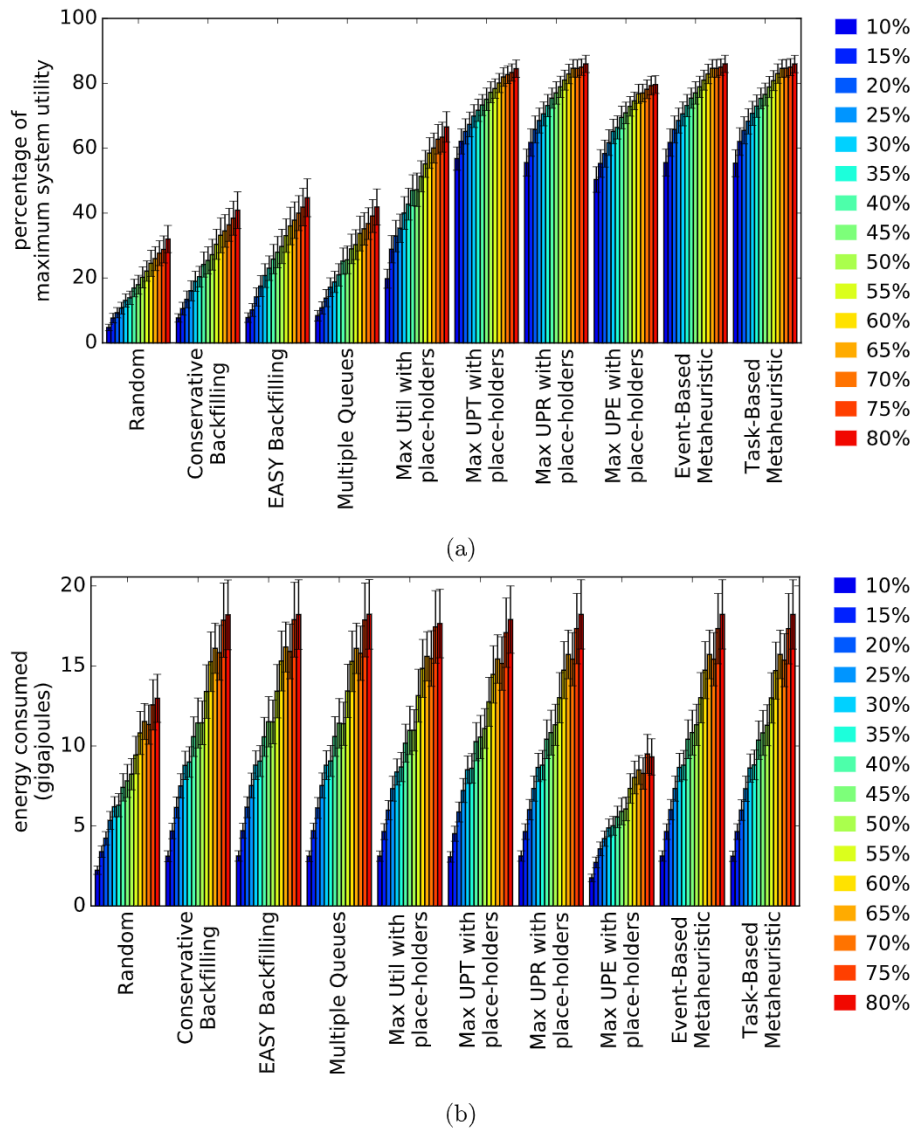 100
80
60
40
20
0
percentage of
maximum system utility
Random
Conservative
Backfilling
EASY Backfilling
Multiple Queues
Max Util with
place-holders
Max UPT with
place-holders
Max UPR with
place-holders
Max UPE with
place-holders
Event-Based
Metaheuristic
Task-Based
Metaheuristic
10%
15%
20%
25%
30%
35%
40%
45%
50%
55%
60%
65%
70%
75%
80%
(a)
20
15
10
5
0
energy consumed
(gigajoules)
Random
Conservative
Backfilling
EASY Backfilling
Multiple Queues
Max Util with
place-holders
Max UPT with
place-holders
Max UPR with
place-holders
Max UPE with
place-holders
Event-Based
Metaheuristic
Task-Based
Metaheuristic
10%
15%
20%
25%
30%
35%
40%
45%
50%
55%
60%
65%
70%
75%
80%
(b)